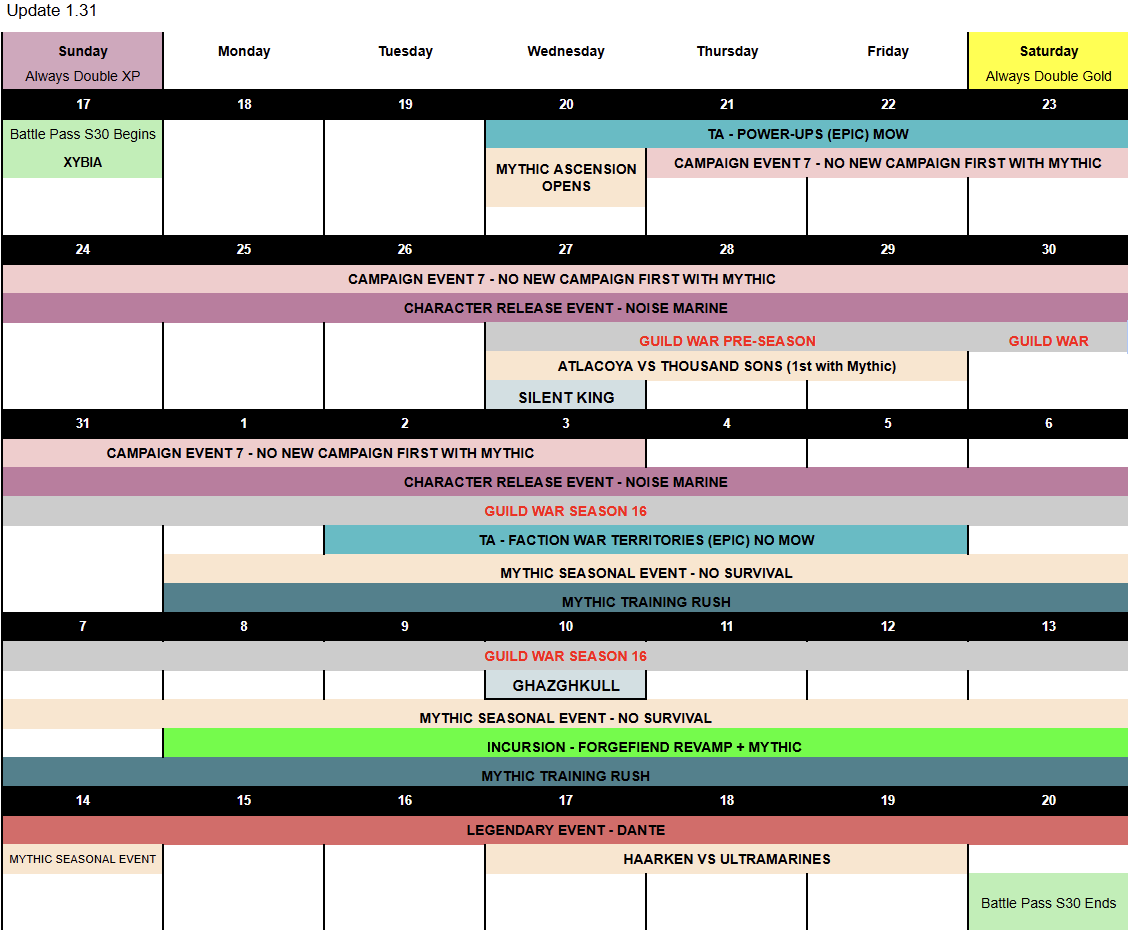 Update 1.31
Sunday Monday Tuesday Wednesday Thursday Friday Saturday
Always Double XP Always Double Gold
17 18 19 20 21 22 23
Battle Pass S30 Begins TA - POWER-UPS (EPIC) MOW
XYBIA MYTHIC ASCENSION CAMPAIGN EVENT 7 - NO NEW CAMPAIGN FIRST WITH MYTHIC
OPENS
24 25 26 27 28 29 30
CAMPAIGN EVENT 7 - NO NEW CAMPAIGN FIRST WITH MYTHIC
CHARACTER RELEASE EVENT - NOISE MARINE
GUILD WAR PRE-SEASON GUILD WAR
ATLACOYA VS THOUSAND SONS (1st with Mythic)
SILENT KING
31 1 2 3 4 5 6
CAMPAIGN EVENT 7 - NO NEW CAMPAIGN FIRST WITH MYTHIC
CHARACTER RELEASE EVENT - NOISE MARINE
GUILD WAR SEASON 16
TA - FACTION WAR TERRITORIES (EPIC) NO MOW
MYTHIC SEASONAL EVENT - NO SURVIVAL
MYTHIC TRAINING RUSH
7 8 9 10 11 12 13
GUILD WAR SEASON 16
GHAZGHKULL
MYTHIC SEASONAL EVENT - NO SURVIVAL
INCURSION - FORGEFIEND REVAMP + MYTHIC
MYTHIC TRAINING RUSH
14 15 16 17 18 19 20
LEGENDARY EVENT - DANTE
MYTHIC SEASONAL EVENT HAARKEN VS ULTRAMARINES
Battle Pass S30 Ends